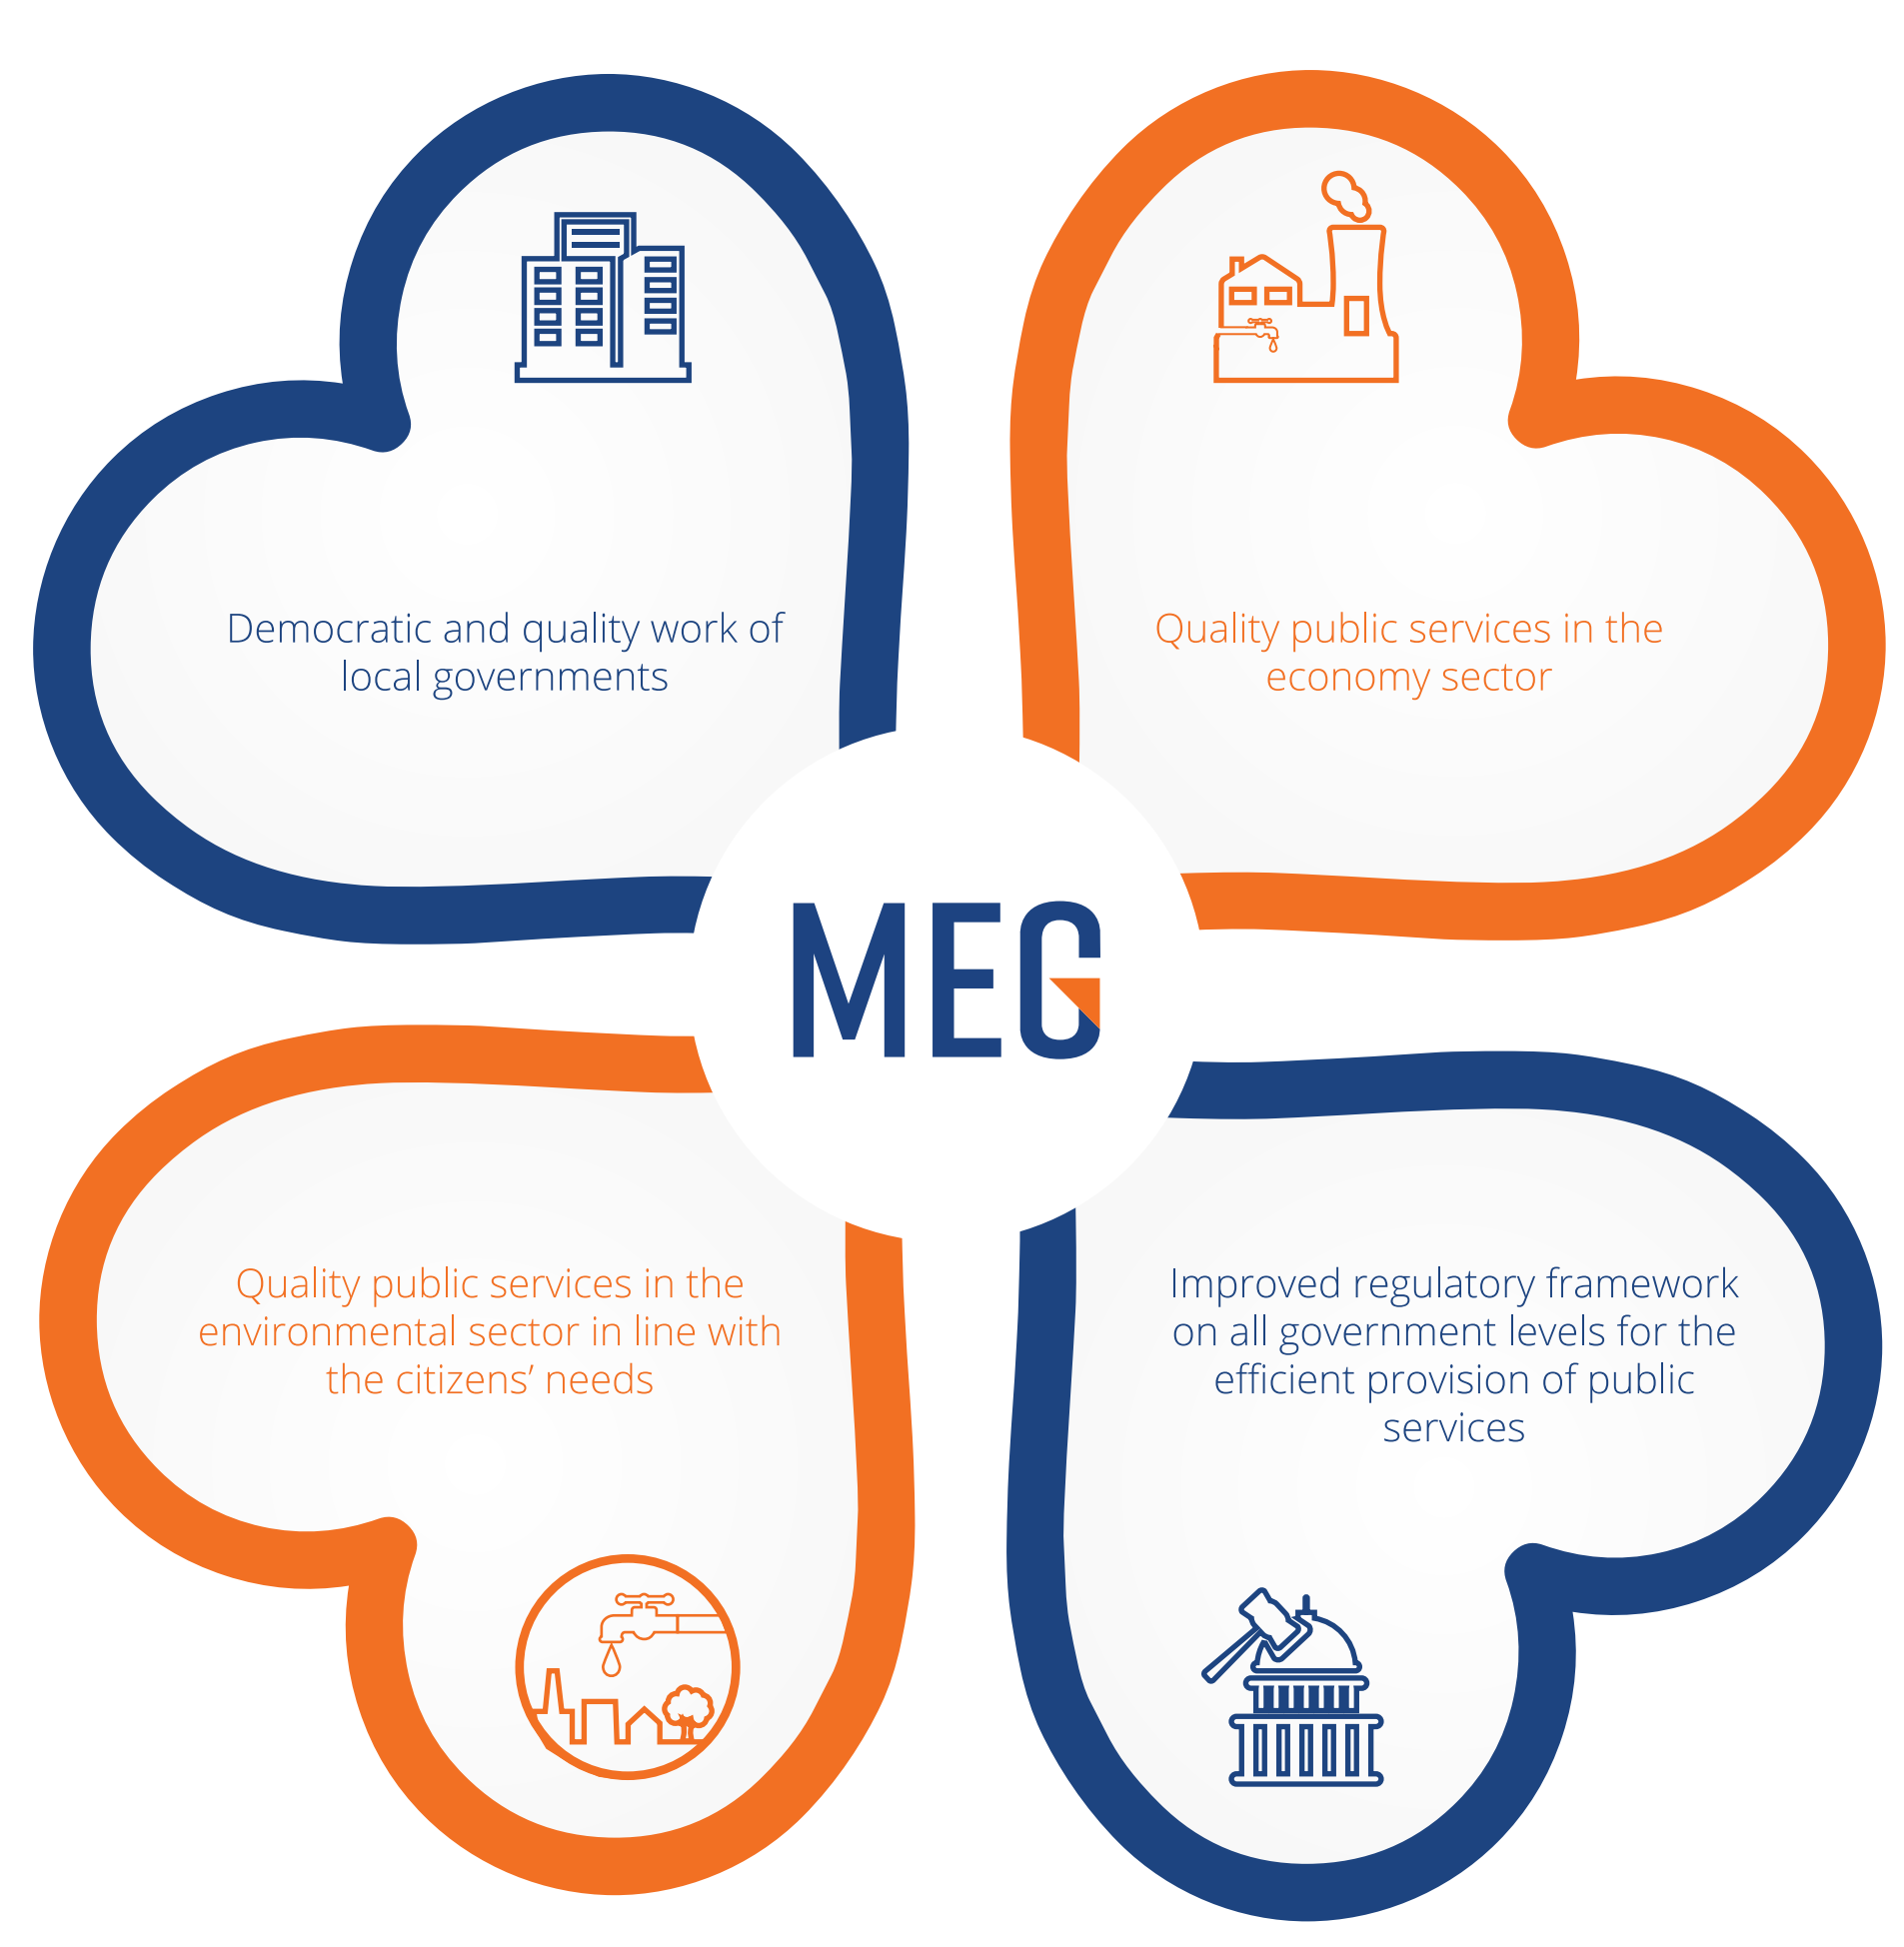 Democratic and quality work of
local governments
Quality public services in the
economy sector
MEG
Quality public services in the
environmental sector in line with
the citizens’ needs
Improved regulatory framework
on all government levels for the
efficient provision of public
services